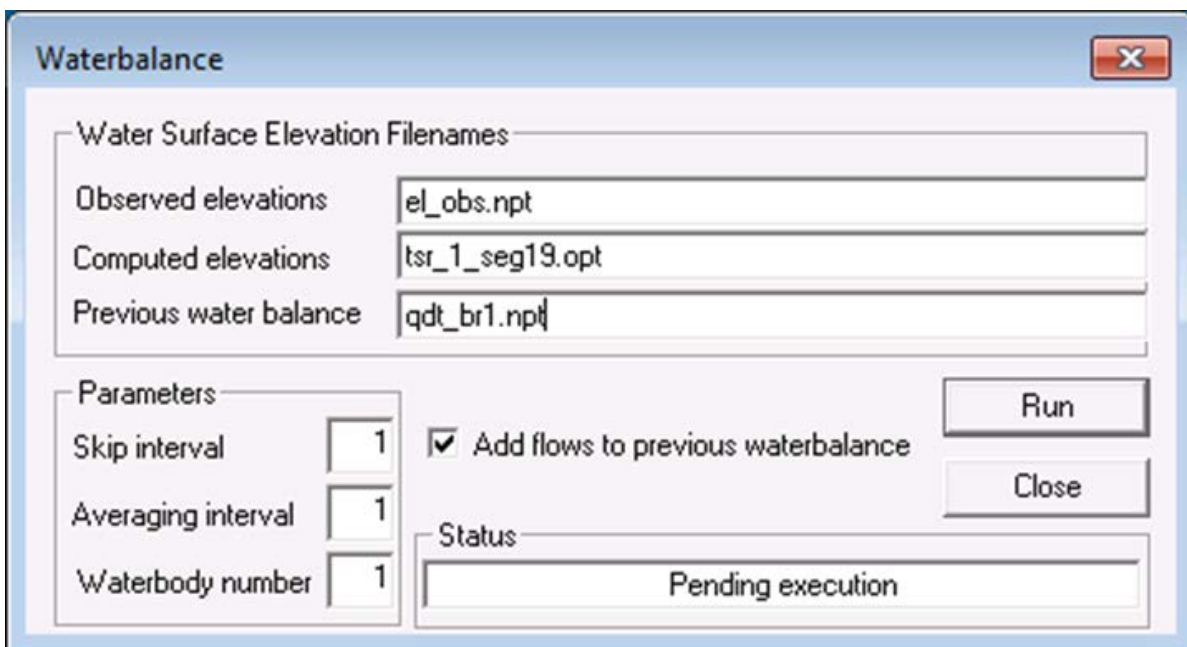 Waterbalance
Water Surface Elevation Filenames
Observed elevations el_obs.npt
Computed elevations tsr_1_seg19.opt
Previous water balance qdt_br1.npt
Parameters
Skip interval 1
Averaging interval 1
Waterbody number 1
Add flows to previous waterbalance
Run
Close
Status
Pending execution